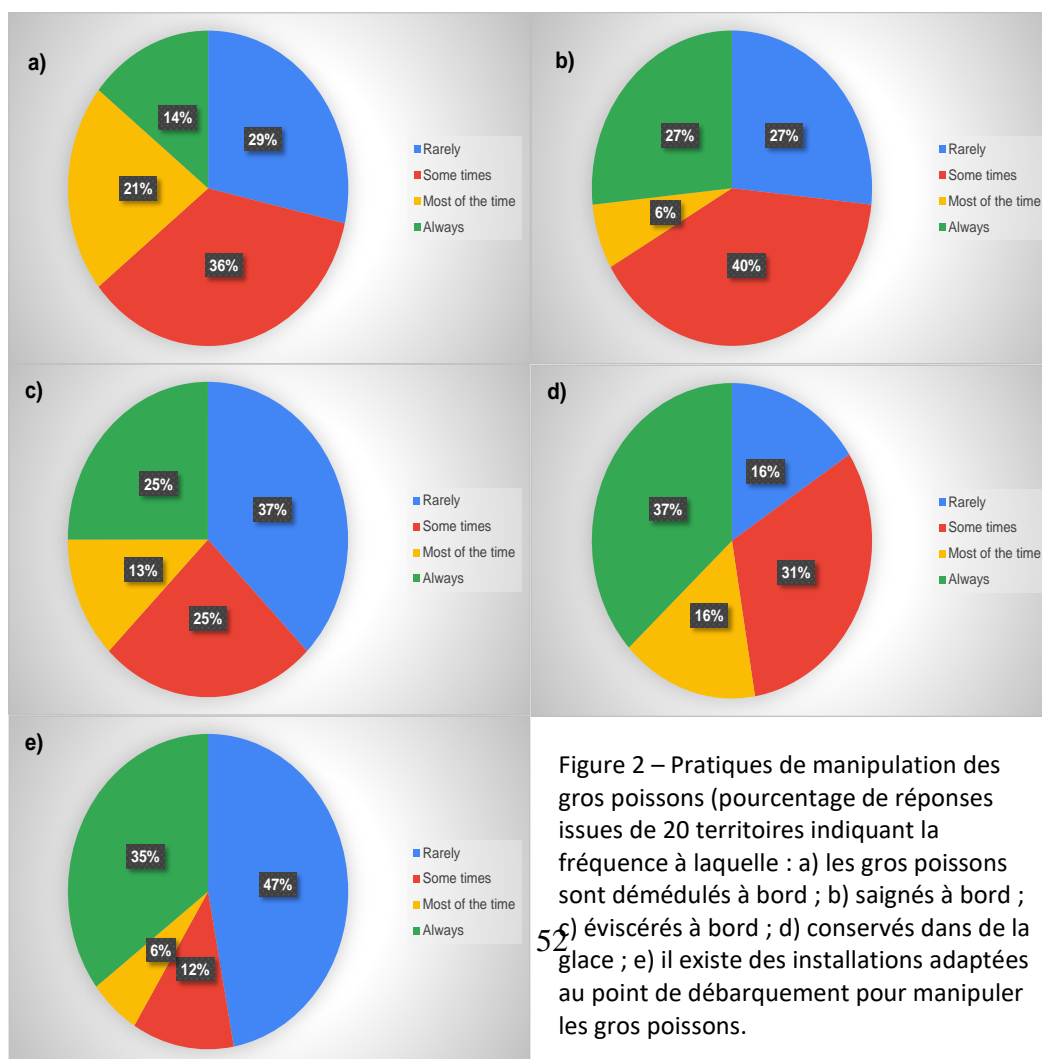 a)
14%
29%
21%
36%
Rarely
Some times
Most of the time
Always
b)
27%
27%
6%
40%
Rarely
Some times
Most of the time
Always
c)
25%
37%
13%
25%
Rarely
Some times
Most of the time
Always
d)
16%
37%
31%
16%
Rarely
Some times
Most of the time
Always
e)
35%
47%
6%
12%
Rarely
Some times
Most of the time
Always
Figure 2 – Pratiques de manipulation des
gros poissons (pourcentage de réponses
issues de 20 territoires indiquant la
fréquence à laquelle : a) les gros poissons
sont démédulés à bord ; b) saignés à bord ;
c) éviscérés à bord ; d) conservés dans de la
glace ; e) il existe des installations adaptées
au point de débarquement pour manipuler
les gros poissons.
52